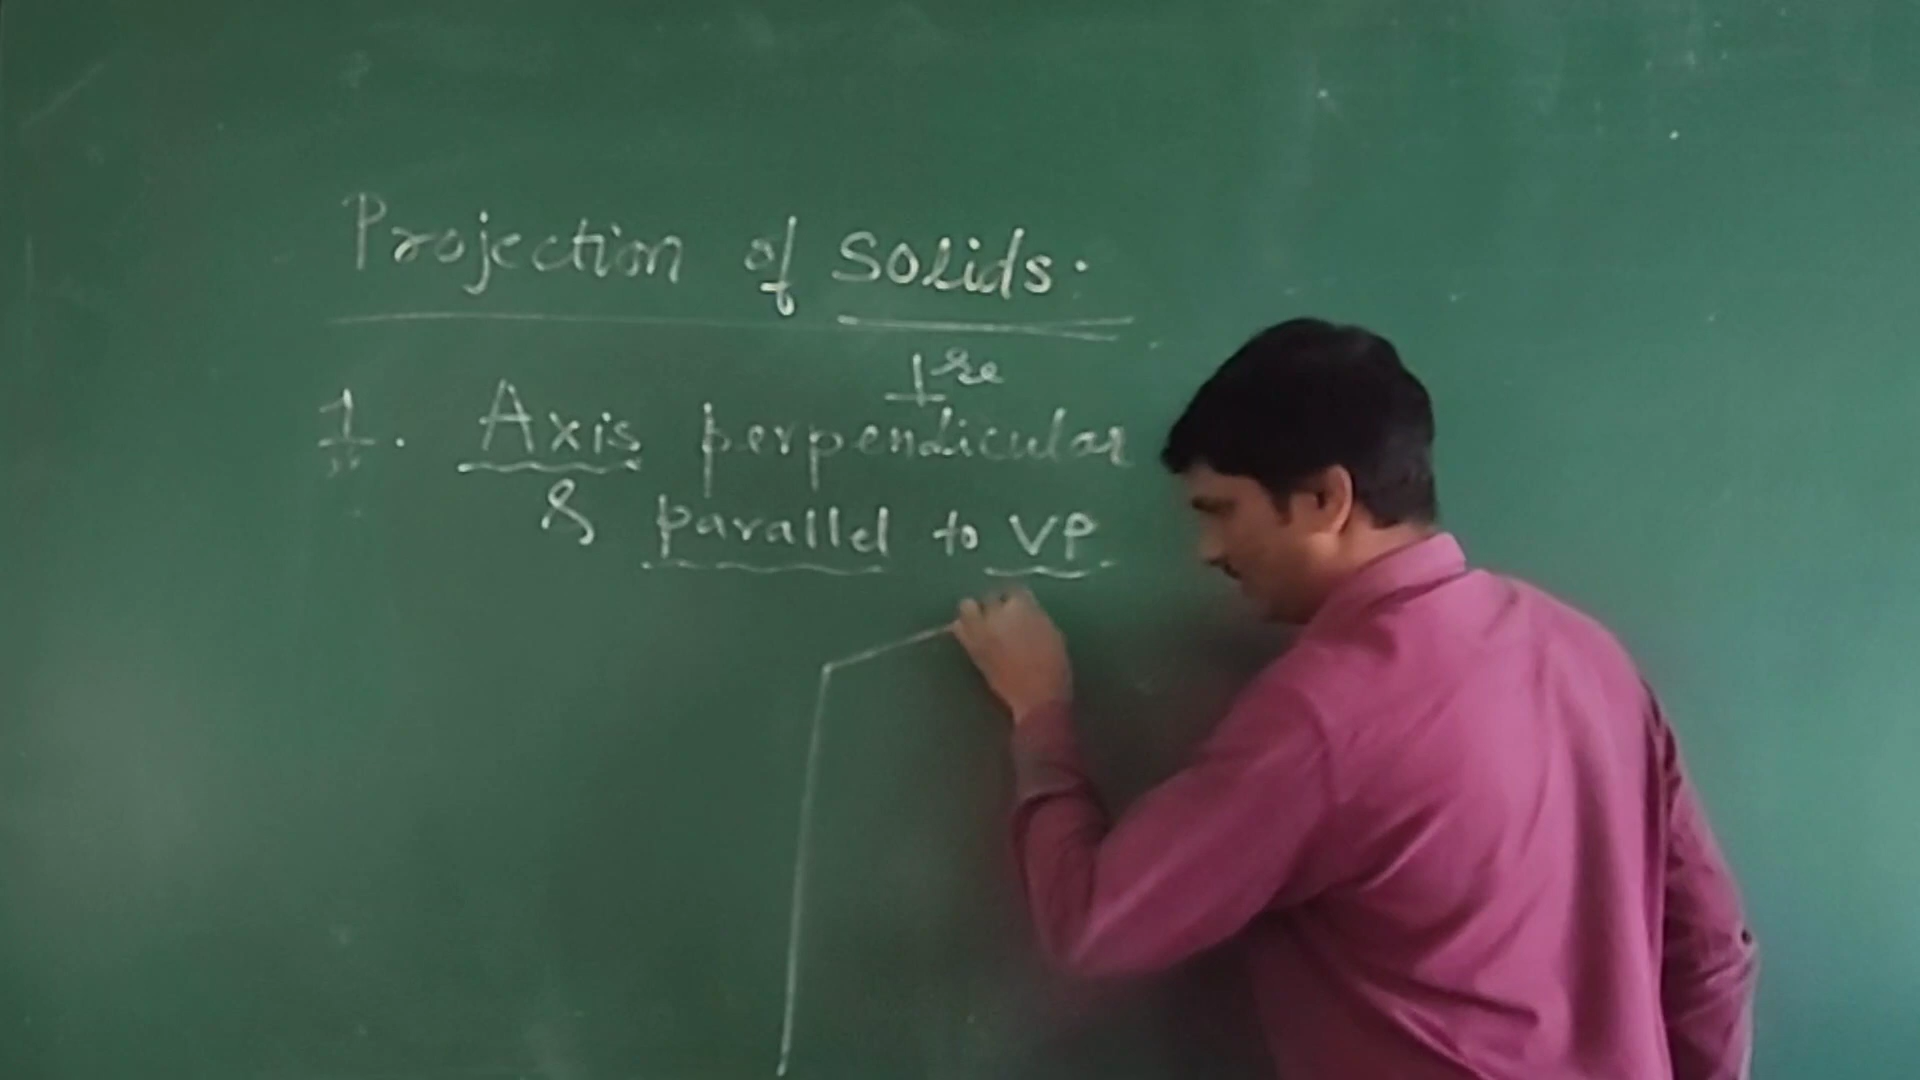 Projection of solids.
⊥re
1. Axis perpendicular
& parallel to VP